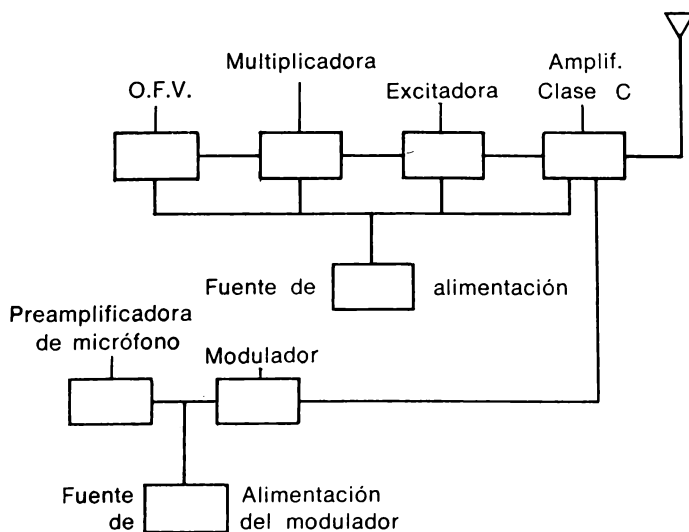 Multiplicadora
O.F.V.
Excitadora
Amplif.
Clase C
Fuente de alimentación
Preamplificadora
de micrófono
Modulador
Fuente Alimentación
de del modulador